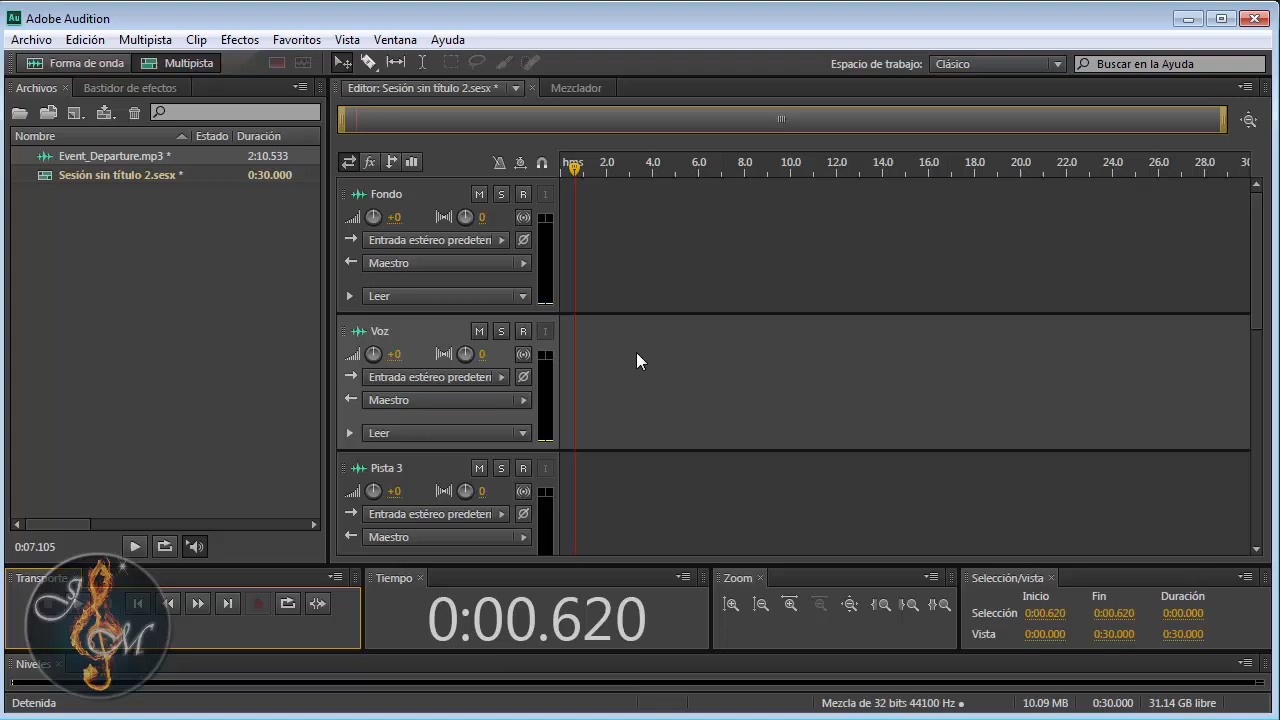 Au Adobe Audition
Archivo Edición Multipista Clip Efectos Favoritos Vista Ventana Ayuda
Forma de onda Multipista Espacio de trabajo: Clásico Buscar en la Ayuda
Archivos Bastidor de efectos Editor: Sesión sin título 2.sesx * Mezclador
Nombre Estado Duración
Event_Departure.mp3 * 2:10.533
Sesión sin título 2.sesx * 0:30.000
fx hms 2.0 4.0 6.0 8.0 10.0 12.0 14.0 16.0 18.0 20.0 22.0 24.0 26.0 28.0 30
Fondo M S R I
+0 0
Entrada estéreo predeter
Maestro
Leer
Voz M S R I
+0 0
Entrada estéreo predeter
Maestro
Leer
Pista 3 M S R I
+0 0
Entrada estéreo predeter
Maestro
0:07.105
Transporte Tiempo Zoom Selección/vista
J M
0:00.620
Inicio Fin Duración
Selección 0:00.620 0:00.620 0:00.000
Vista 0:00.000 0:30.000 0:30.000
Niveles
Detenida Mezcla de 32 bits 44100 Hz 10.09 MB 0:30.000 31.14 GB libre